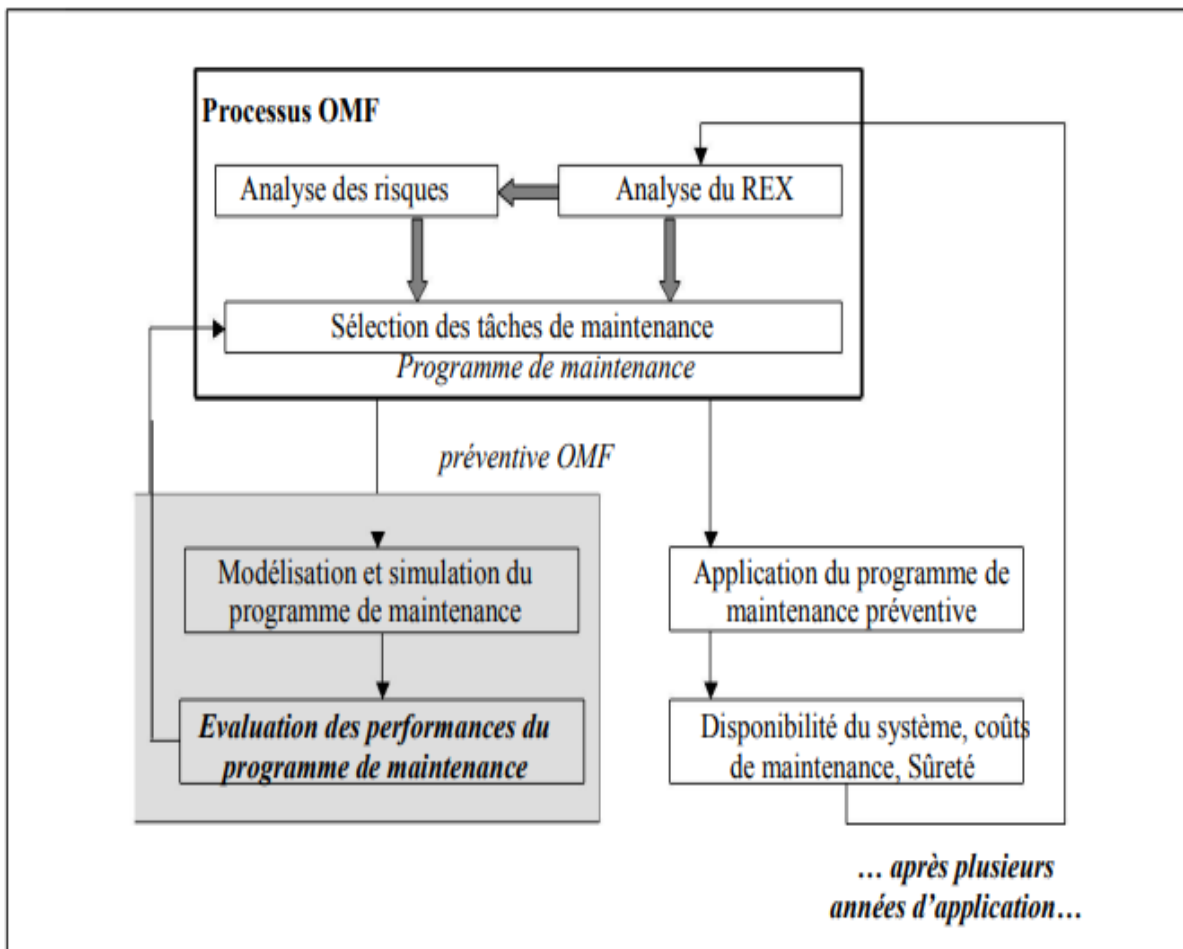 Processus OMF
Analyse des risques
Analyse du REX
Sélection des tâches de maintenance
Programme de maintenance
préventive OMF
Modélisation et simulation du
programme de maintenance
Evaluation des performances du
programme de maintenance
Application du programme de
maintenance préventive
Disponibilité du système, coûts
de maintenance, Sûreté
… après plusieurs
années d’application…